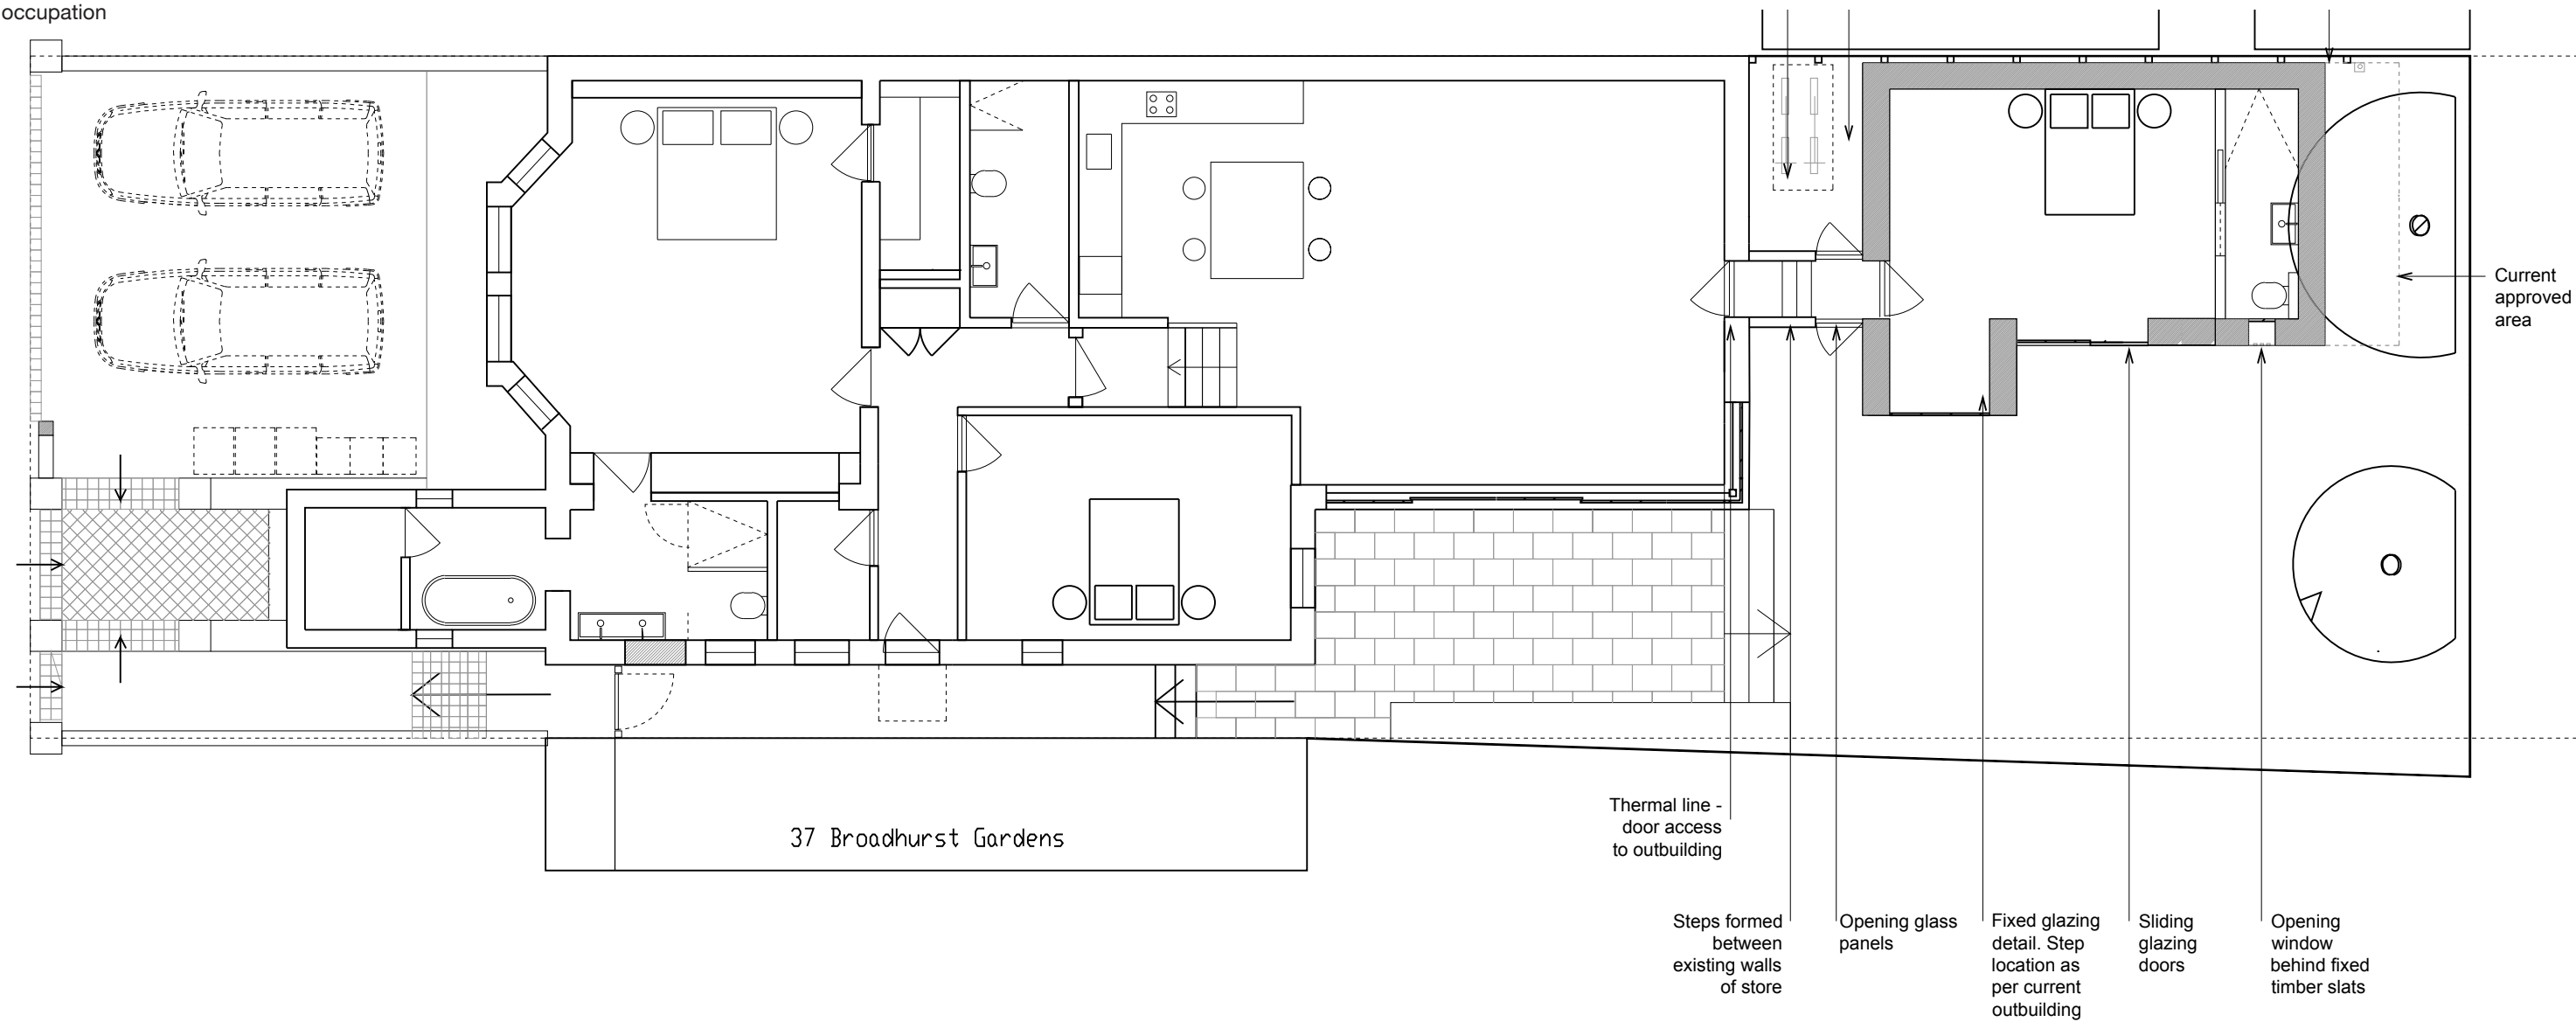 occupation
Current
approved
area
37 Broadhurst Gardens
Thermal line -
door access
to outbuilding
Steps formed
between
existing walls
of store
Opening glass
panels
Fixed glazing
detail. Step
location as
per current
outbuilding
Sliding
glazing
doors
Opening
window
behind fixed
timber slats